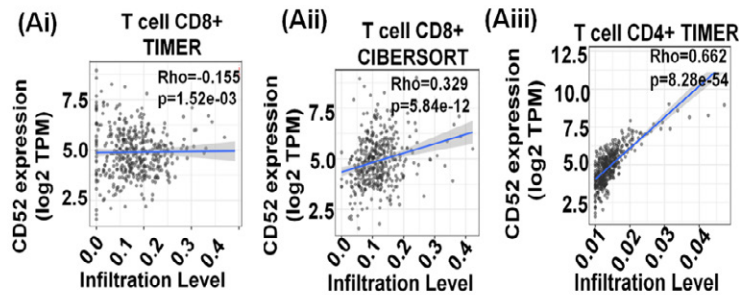 (Ai)
T cell CD8+
TIMER
Rho=-0.155
p=1.52e-03
CD52 expression
(log2 TPM)
7.5
5.0
2.5
0.0
0.1
0.2
0.3
0.4
Infiltration Level
(Aii)
T cell CD8+
CIBERSORT
Rho=0.329
p=5.84e-12
CD52 expression
(log2 TPM)
7.5
5.0
2.5
0.0
0.1
0.2
0.3
0.4
Infiltration Level
(Aiii)
T cell CD4+ TIMER
Rho=0.662
p=8.28e-54
CD52 expression
(log2 TPM)
12.5
10.0
7.5
5.0
2.5
0.01
0.02
0.03
0.04
Infiltration Level